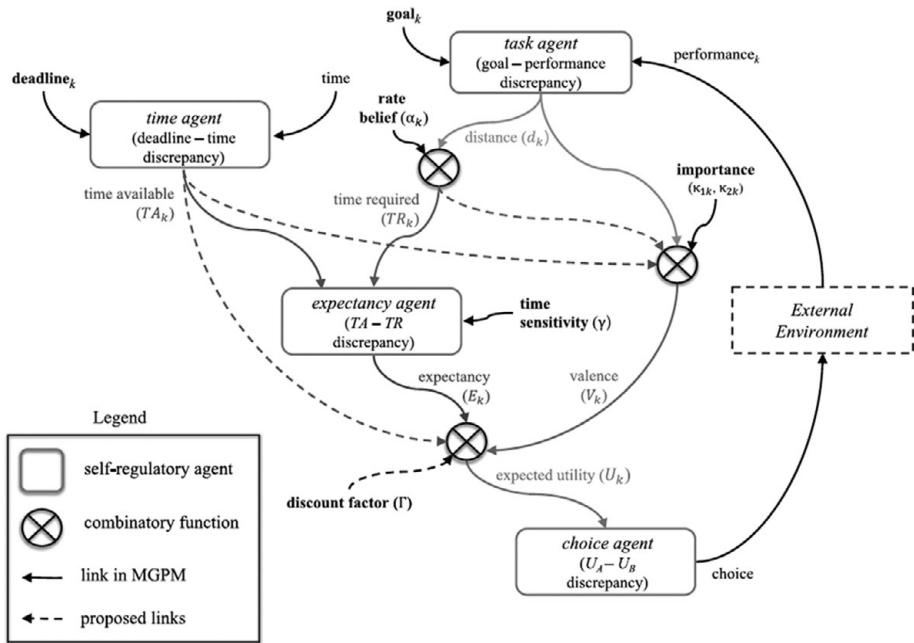 goal_k
task agent
(goal – performance
discrepancy)
performance_k
deadline_k
time
time agent
(deadline – time
discrepancy)
rate
belief (α_k)
distance (d_k)
importance
(κ_1k, κ_2k)
time available
(TA_k)
time required
(TR_k)
expectancy agent
(TA – TR
discrepancy)
time
sensitivity (γ)
External
Environment
expectancy
(E_k)
valence
(V_k)
expected utility (U_k)
discount factor (Γ)
choice agent
(U_A – U_B
discrepancy)
choice
Legend
self-regulatory agent
combinatory function
link in MGPM
proposed links